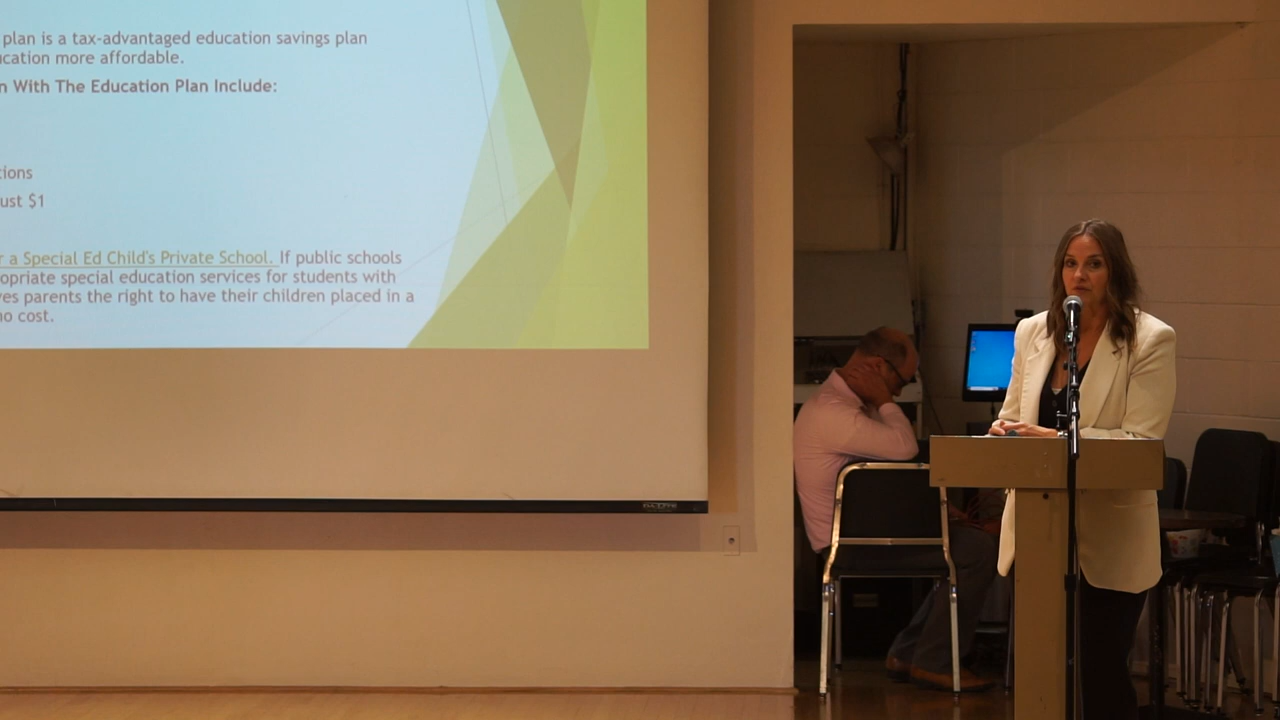 plan is a tax-advantaged education savings plan
ucation more affordable.
n With The Education Plan Include:
tions
ust $1
r a Special Ed Child's Private School. If public schools
opriate special education services for students with
ves parents the right to have their children placed in a
no cost.